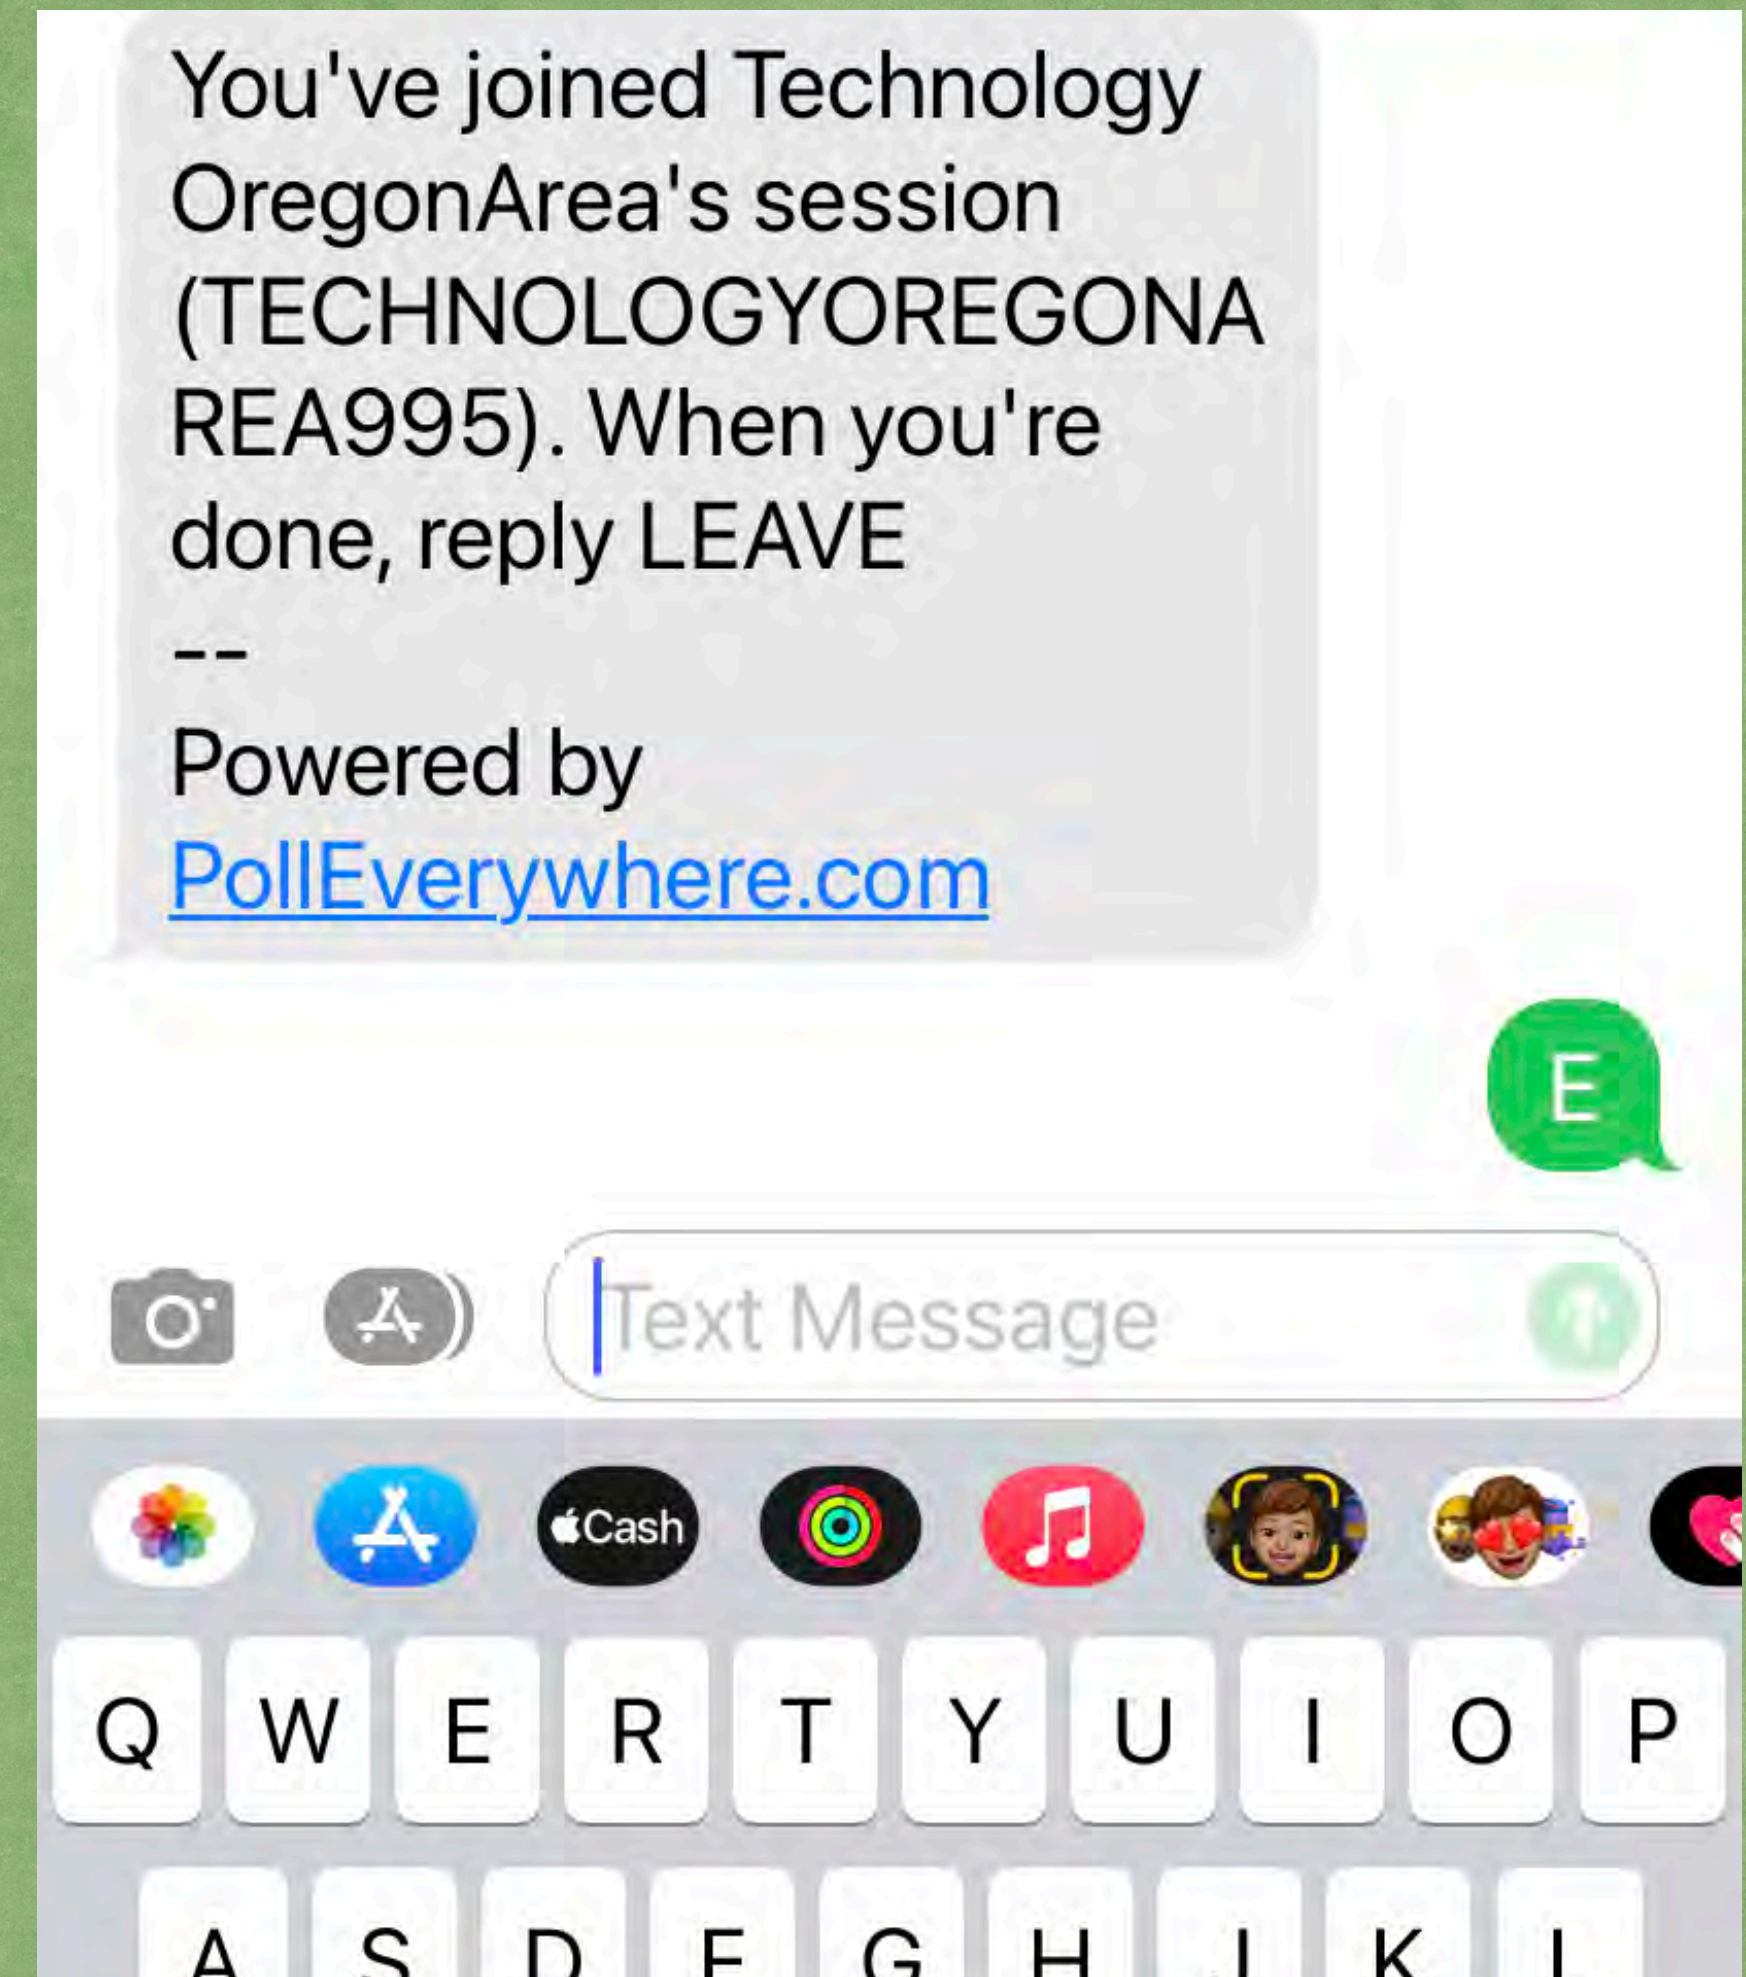 You've joined Technology
OregonArea's session
(TECHNOLOGYOREGONA
REA995). When you're
done, reply LEAVE
--
Powered by
PollEverywhere.com
E
Text Message
Cash
Q W E R T Y U I O P
A S D F G H J K L